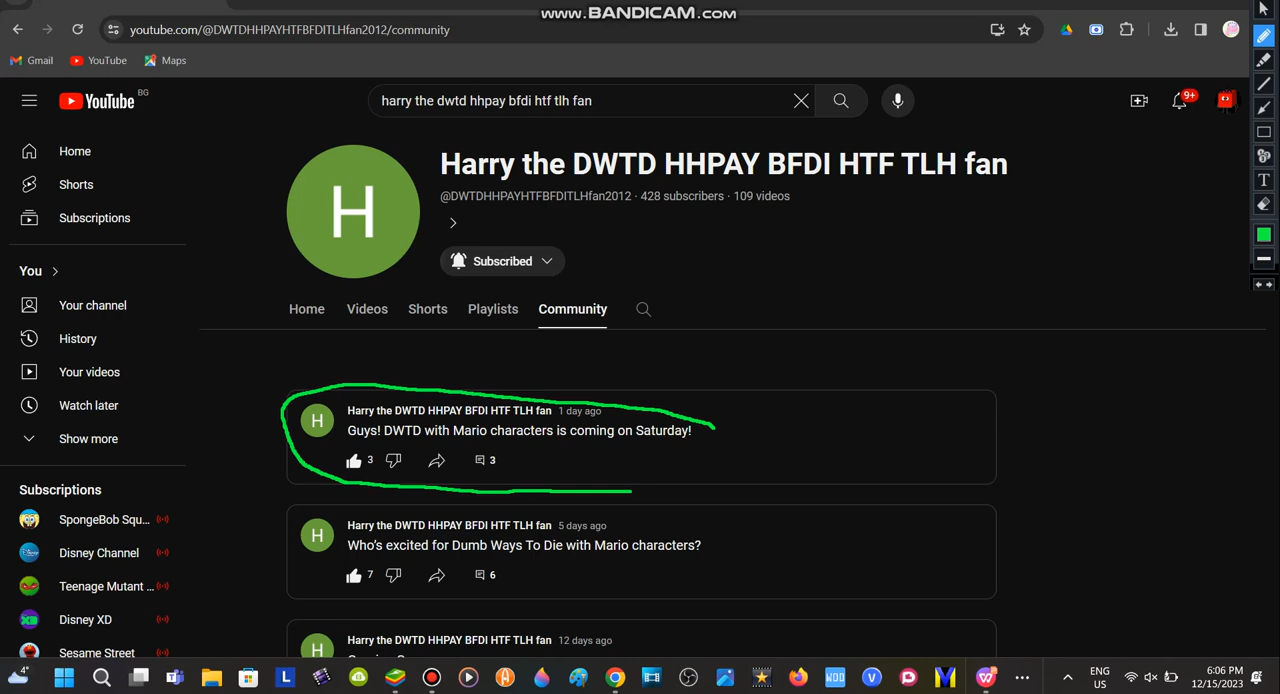 www.BANDICAM.com
youtube.com/@DWTDHHPAYHTFBFDITLHfan2012/community
Gmail YouTube Maps
YouTube BG
harry the dwtd hhpay bfdi htf tlh fan
9+
Home
Shorts
Subscriptions
You
Your channel
History
Your videos
Watch later
Show more
Subscriptions
SpongeBob Squ...
Disney Channel
Teenage Mutant ...
Disney XD
Sesame Street
H
Harry the DWTD HHPAY BFDI HTF TLH fan
@DWTDHHPAYHTFBFDITLHfan2012 · 428 subscribers · 109 videos
Subscribed
Home Videos Shorts Playlists Community
H
Harry the DWTD HHPAY BFDI HTF TLH fan 1 day ago
Guys! DWTD with Mario characters is coming on Saturday!
3 3
H
Harry the DWTD HHPAY BFDI HTF TLH fan 5 days ago
Who's excited for Dumb Ways To Die with Mario characters?
7 6
H
Harry the DWTD HHPAY BFDI HTF TLH fan 12 days ago
T
4°
L
WDD
V
ENG
US
6:06 PM
12/15/2023